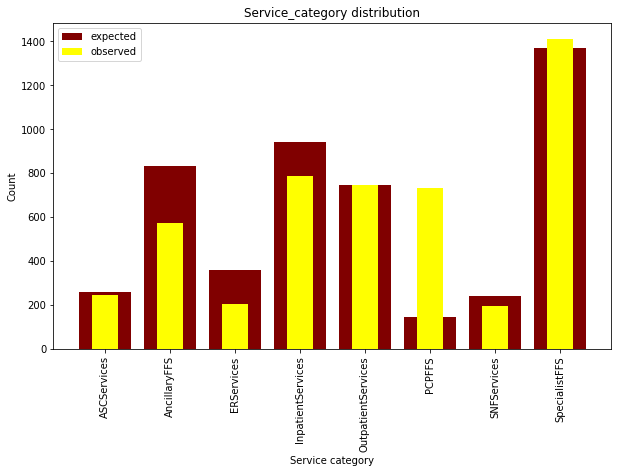 Service_category distribution
expected
observed
1400
1200
1000
800
600
400
200
0
Count
ASCServices
AncillaryFFS
ERServices
InpatientServices
OutpatientServices
PCPFFS
SNFServices
SpecialistFFS
Service category